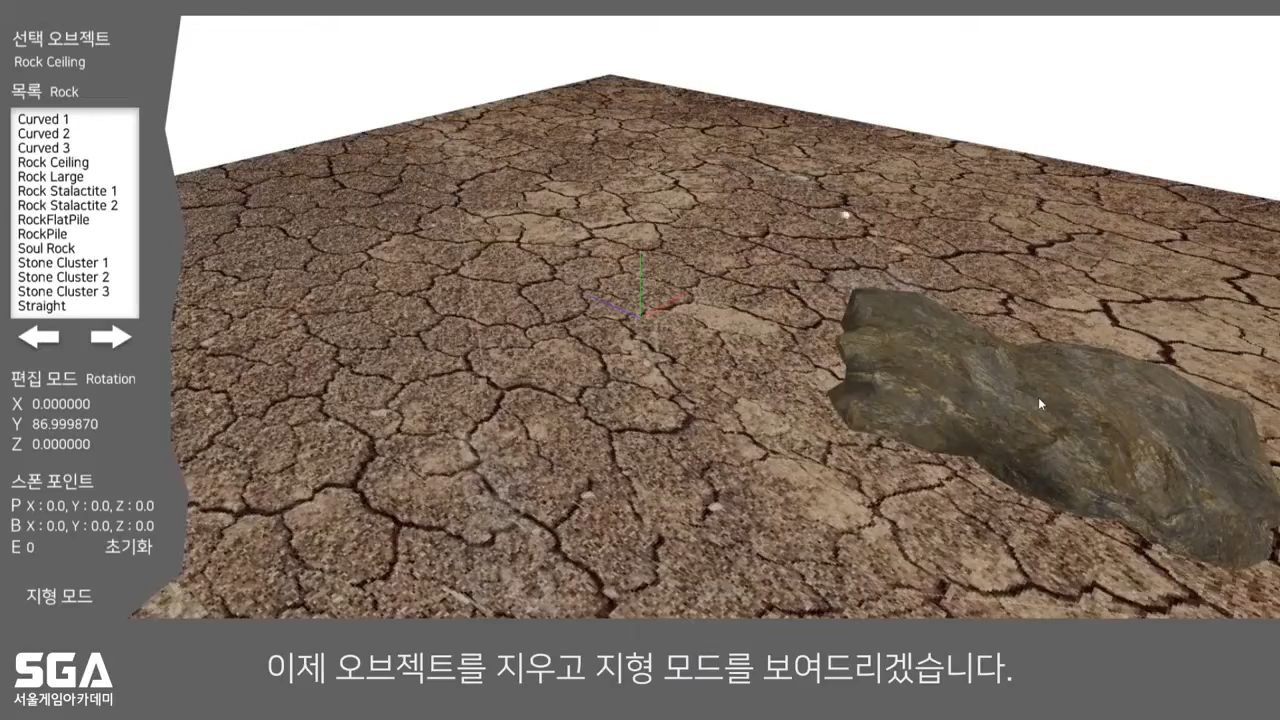 선택 오브젝트
Rock Ceiling
목록 Rock
Curved 1
Curved 2
Curved 3
Rock Ceiling
Rock Large
Rock Stalactite 1
Rock Stalactite 2
RockFlatPile
RockPile
Soul Rock
Stone Cluster 1
Stone Cluster 2
Stone Cluster 3
Straight
편집 모드 Rotation
X 0.000000
Y 86.999870
Z 0.000000
스폰 포인트
P X : 0.0, Y : 0.0, Z : 0.0
B X : 0.0, Y : 0.0, Z : 0.0
E 0 초기화
지형 모드
SGA
서울게임아카데미
이제 오브젝트를 지우고 지형 모드를 보여드리겠습니다.